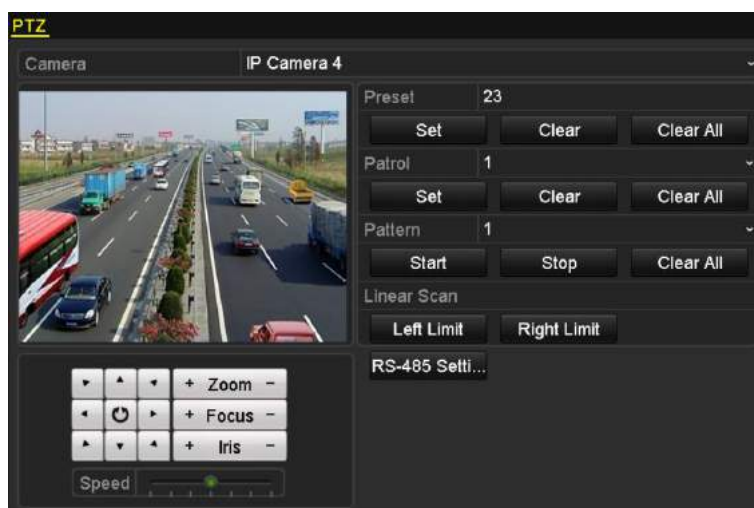 PTZ
Camera IP Camera 4
Preset 23
Set Clear Clear All
Patrol 1
Set Clear Clear All
Pattern 1
Start Stop Clear All
Linear Scan
Left Limit Right Limit
RS-485 Setti...
+ Zoom -
+ Focus -
+ Iris -
Speed